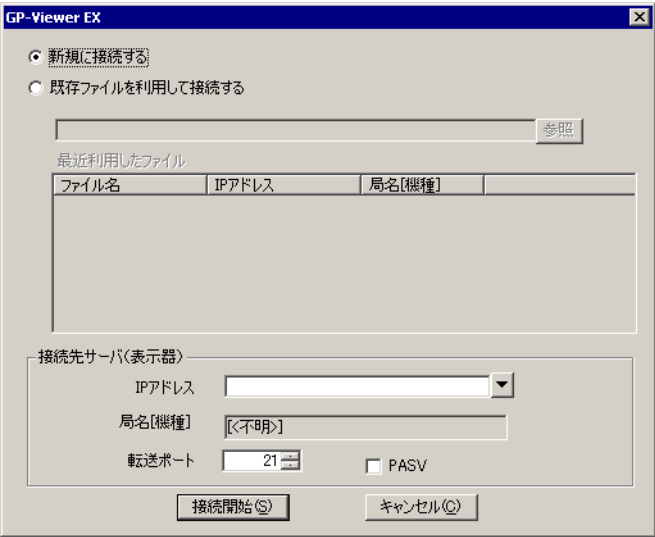 GP-Viewer EX
新規に接続する
既存ファイルを利用して接続する
参照
最近利用したファイル
ファイル名 IPアドレス 局名[機種]
接続先サーバ(表示器)
IPアドレス
局名[機種] [<不明>]
転送ポート 21 PASV
接続開始(S) キャンセル(C)